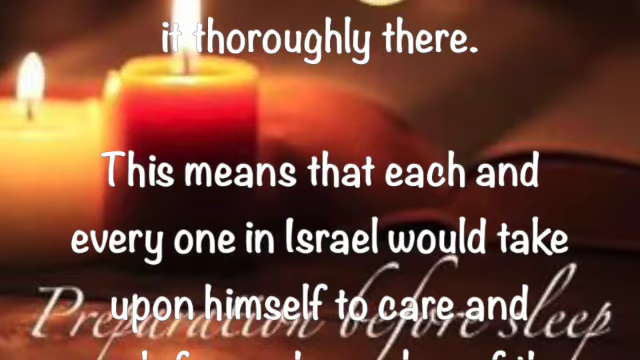 it thoroughly there.
This means that each and
every one in Israel would take
upon himself to care and
Preparation before sleep